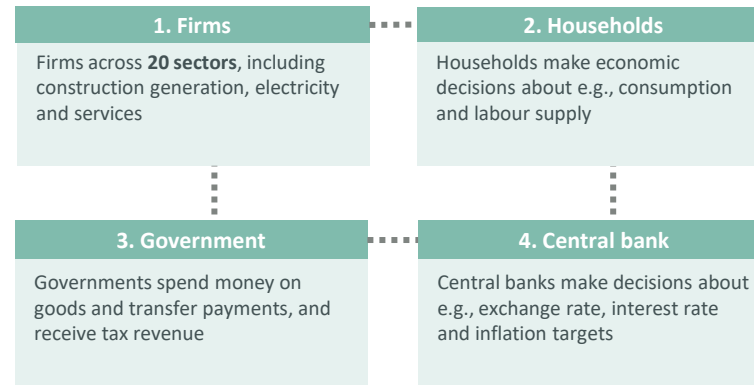 1. Firms
Firms across 20 sectors, including
construction generation, electricity
and services
2. Households
Households make economic
decisions about e.g., consumption
and labour supply
3. Government
Governments spend money on
goods and transfer payments, and
receive tax revenue
4. Central bank
Central banks make decisions about
e.g., exchange rate, interest rate
and inflation targets